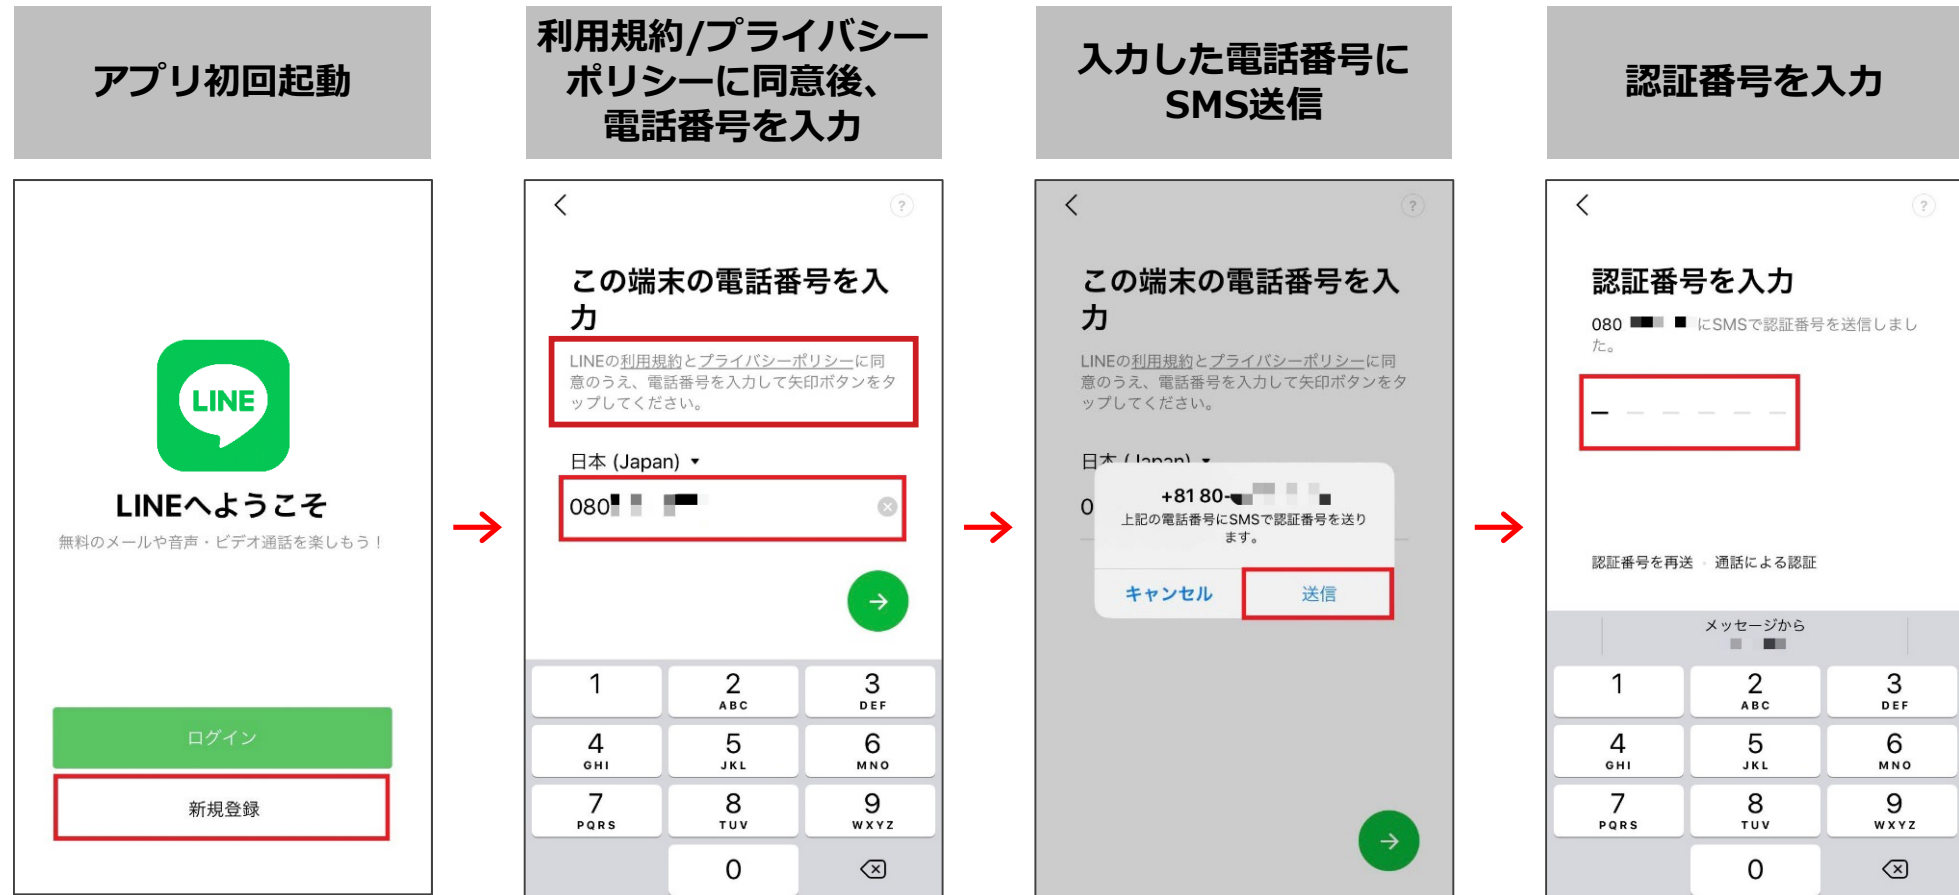 アプリ初回起動
LINE
LINEへようこそ
無料のメールや音声・ビデオ通話を楽しもう！
ログイン
新規登録
利用規約/プライバシー
ポリシーに同意後、
電話番号を入力
?
この端末の電話番号を入
力
LINEの利用規約とプライバシーポリシーに同
意のうえ、電話番号を入力して矢印ボタンをタ
ップしてください。
日本 (Japan)
080
1 2 3
ABC DEF
4 5 6
GHI JKL MNO
7 8 9
PQRS TUV WXYZ
0
入力した電話番号に
SMS送信
?
この端末の電話番号を入
力
LINEの利用規約とプライバシーポリシーに同
意のうえ、電話番号を入力して矢印ボタンをタ
ップしてください。
日本 (Japan)
0
+81 80-
上記の電話番号にSMSで認証番号を送り
ます。
キャンセル 送信
認証番号を入力
?
認証番号を入力
080 にSMSで認証番号を送信しまし
た。
認証番号を再送 · 通話による認証
メッセージから
1 2 3
ABC DEF
4 5 6
GHI JKL MNO
7 8 9
PQRS TUV WXYZ
0